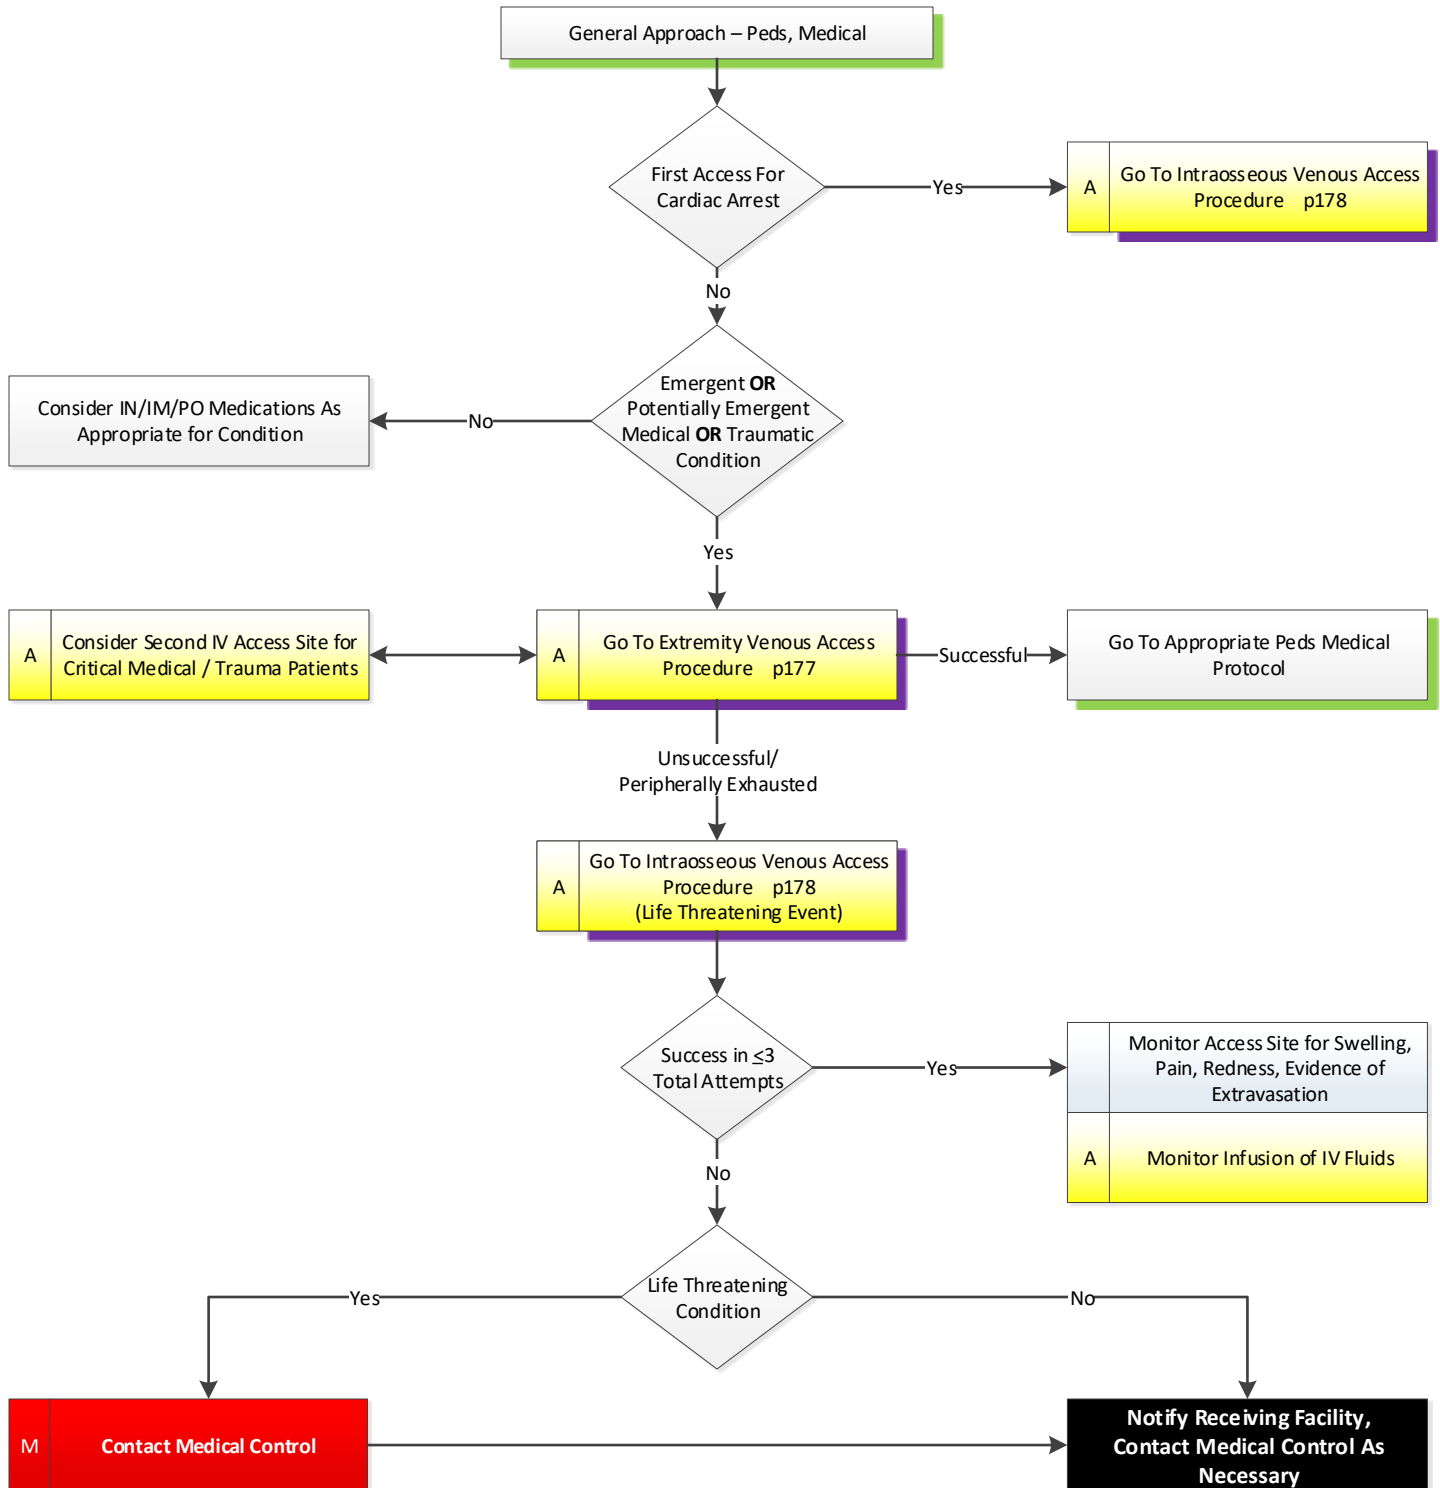 General Approach – Peds, Medical
First Access For
Cardiac Arrest
Yes
A
Go To Intraosseous Venous Access
Procedure p178
No
Emergent OR
Potentially Emergent
Medical OR Traumatic
Condition
No
Consider IN/IM/PO Medications As
Appropriate for Condition
Yes
A
Consider Second IV Access Site for
Critical Medical / Trauma Patients
A
Go To Extremity Venous Access
Procedure p177
Successful
Go To Appropriate Peds Medical
Protocol
Unsuccessful/
Peripherally Exhausted
A
Go To Intraosseous Venous Access
Procedure p178
(Life Threatening Event)
Success in ≤3
Total Attempts
Yes
Monitor Access Site for Swelling,
Pain, Redness, Evidence of
Extravasation
A
Monitor Infusion of IV Fluids
No
Life Threatening
Condition
Yes
No
M
Contact Medical Control
Notify Receiving Facility,
Contact Medical Control As
Necessary